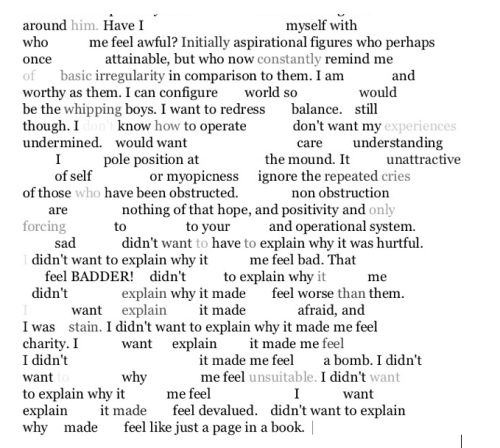 around him. Have I myself with
who me feel awful? Initially aspirational figures who perhaps
once attainable, but who now constantly remind me
of basic irregularity in comparison to them. I am and
worthy as them. I can configure world so would
be the whipping boys. I want to redress balance. still
though. I don't know how to operate don't want my experiences
undermined. would want care understanding
I pole position at the mound. It unattractive
of self or myopicness ignore the repeated cries
of those who have been obstructed. non obstruction
are nothing of that hope, and positivity and only
forcing to to your and operational system.
sad didn't want to have to explain why it was hurtful.
I didn't want to explain why it me feel bad. That
feel BADDER! didn't to explain why it me
didn't explain why it made feel worse than them.
I want explain it made afraid, and
I was stain. I didn't want to explain why it made me feel
charity. I want explain it made me feel
I didn't it made me feel a bomb. I didn't
want to why me feel unsuitable. I didn't want
to explain why it me feel I want
explain it made feel devalued. didn't want to explain
why made feel like just a page in a book.